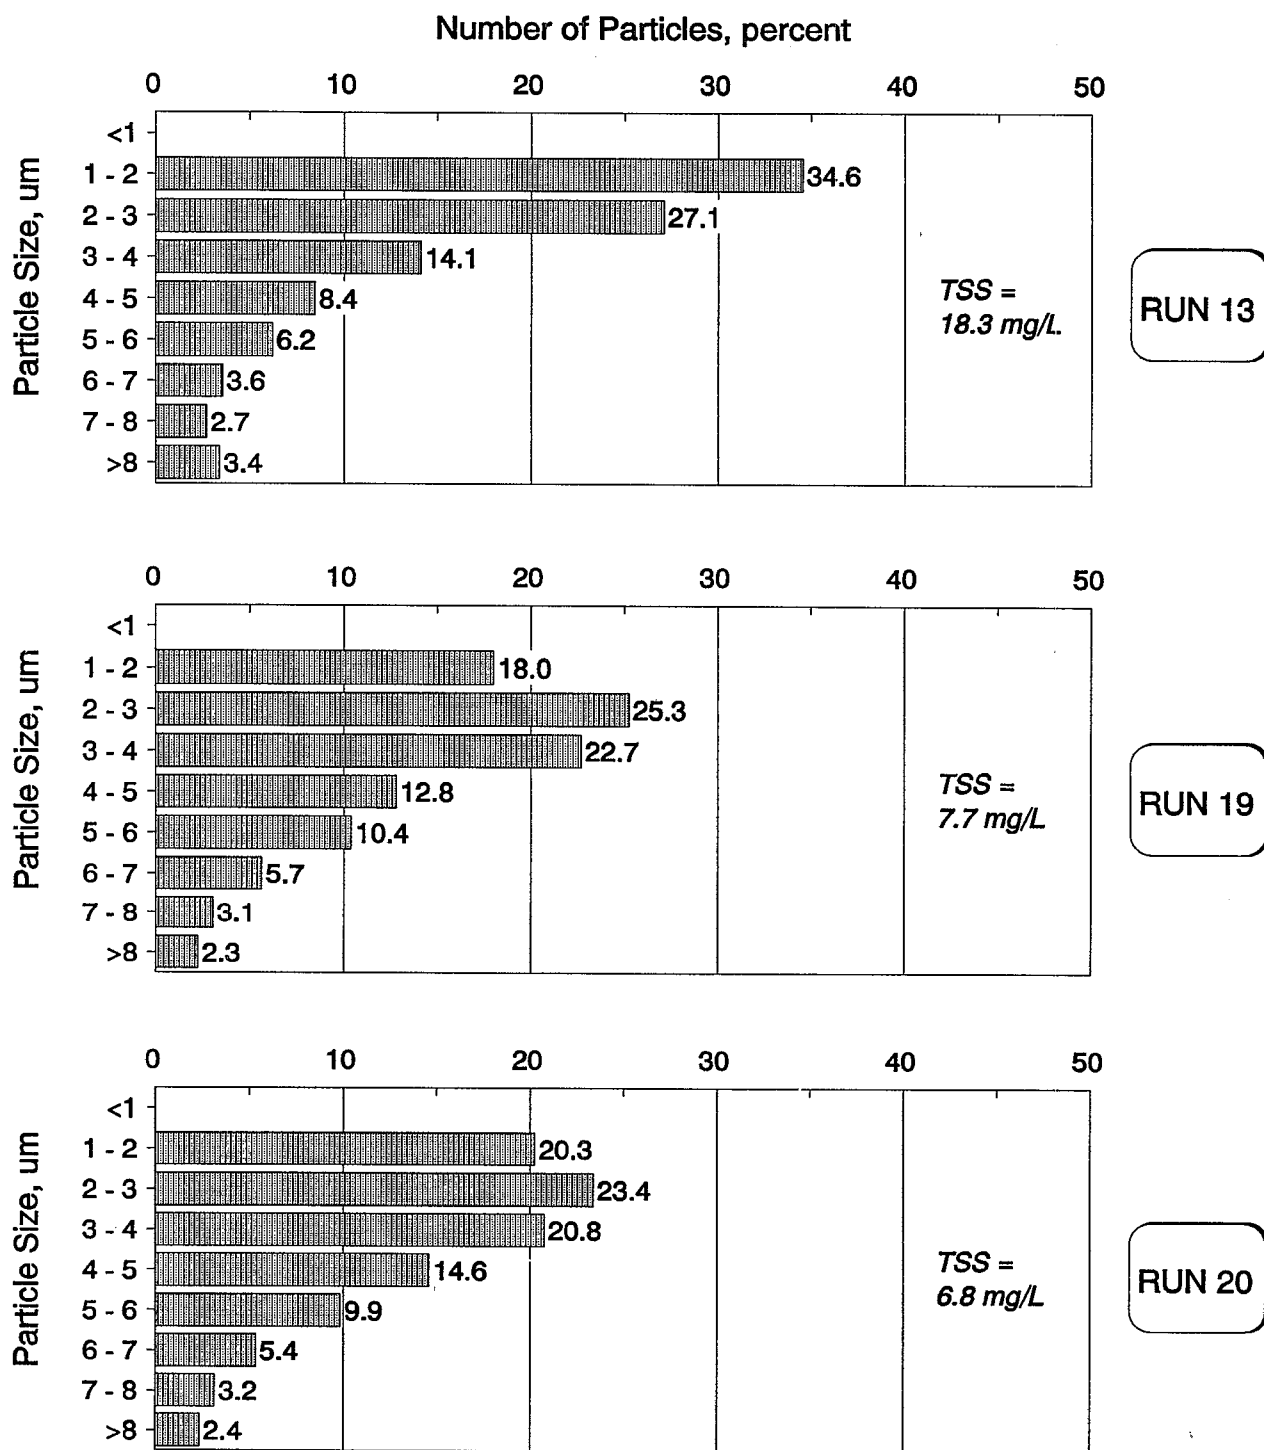 Number of Particles, percent
0 10 20 30 40 50
Particle Size, um
<1
1 - 2 34.6
2 - 3 27.1
3 - 4 14.1
4 - 5 8.4
5 - 6 6.2
6 - 7 3.6
7 - 8 2.7
>8 3.4
TSS =
18.3 mg/L
RUN 13
0 10 20 30 40 50
Particle Size, um
<1
1 - 2 18.0
2 - 3 25.3
3 - 4 22.7
4 - 5 12.8
5 - 6 10.4
6 - 7 5.7
7 - 8 3.1
>8 2.3
TSS =
7.7 mg/L
RUN 19
0 10 20 30 40 50
Particle Size, um
<1
1 - 2 20.3
2 - 3 23.4
3 - 4 20.8
4 - 5 14.6
5 - 6 9.9
6 - 7 5.4
7 - 8 3.2
>8 2.4
TSS =
6.8 mg/L
RUN 20